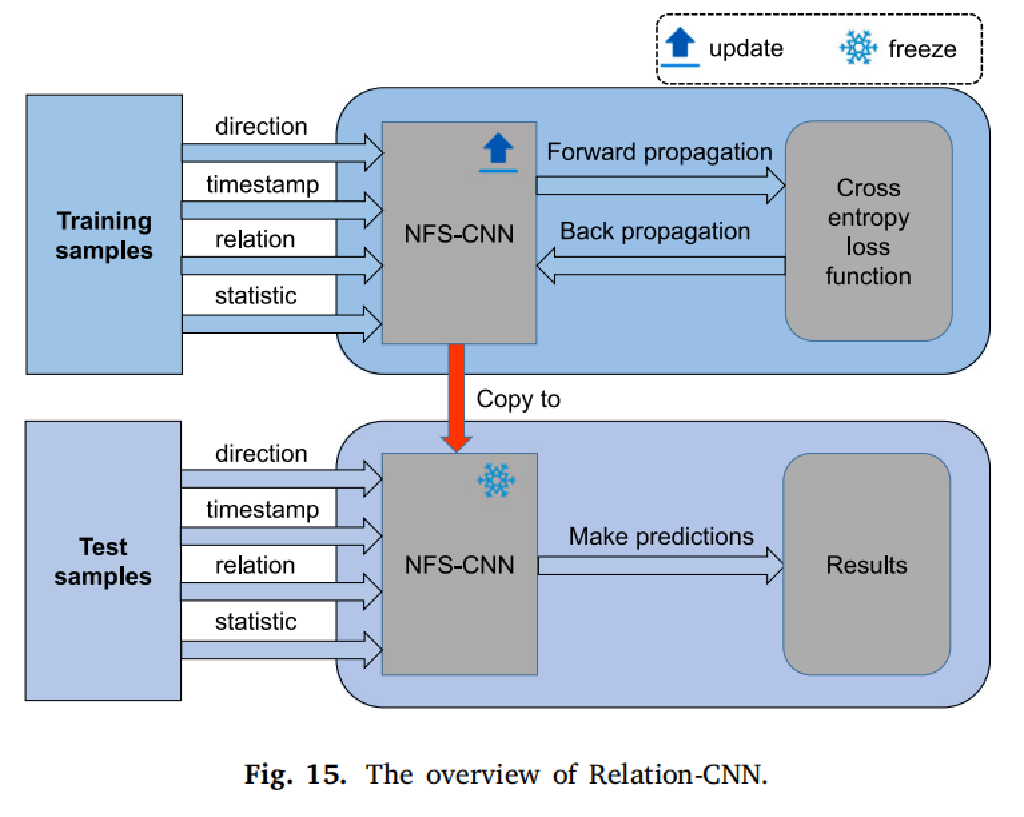 update
freeze
direction
timestamp
relation
statistic
Training
samples
NFS-CNN
Forward propagation
Back propagation
Cross
entropy
loss
function
Copy to
direction
timestamp
relation
statistic
Test
samples
NFS-CNN
Make predictions
Results
Fig. 15. The overview of Relation-CNN.